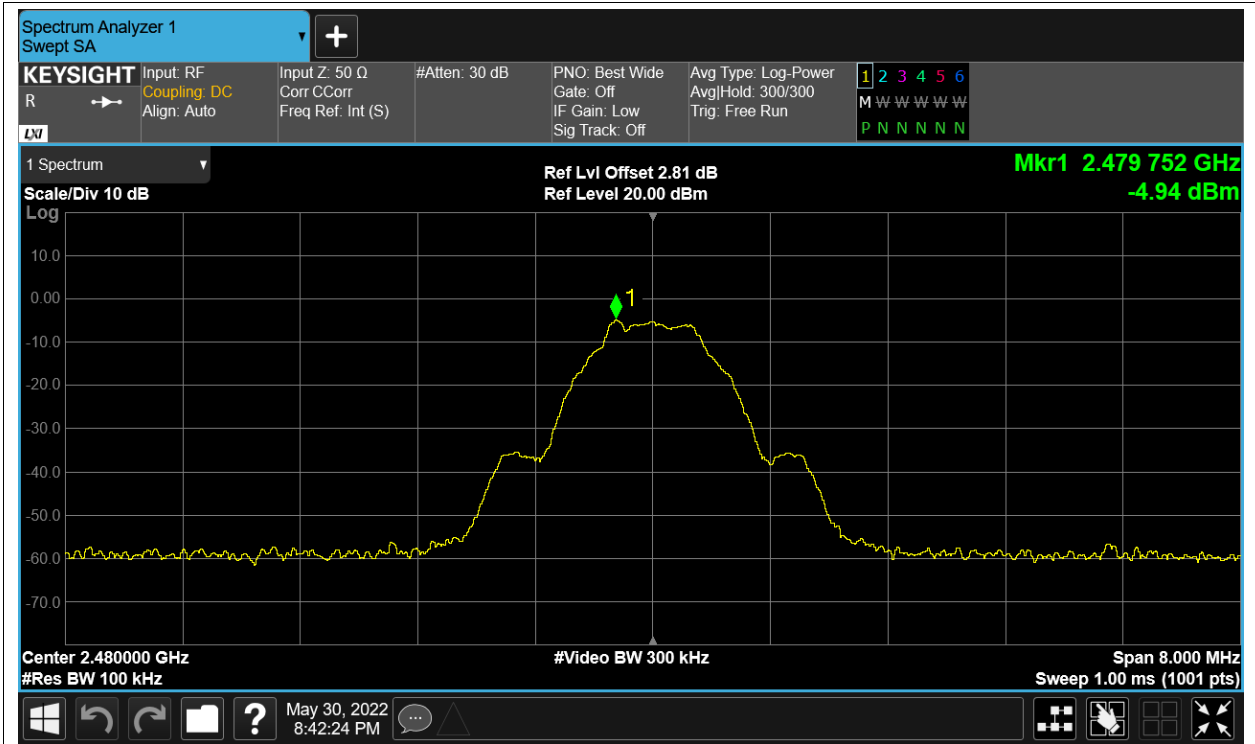 Spectrum Analyzer 1
Swept SA
KEYSIGHT
R
LXI
Input: RF
Coupling: DC
Align: Auto
Input Z: 50 Ω
Corr CCorr
Freq Ref: Int (S)
#Atten: 30 dB
PNO: Best Wide
Gate: Off
IF Gain: Low
Sig Track: Off
Avg Type: Log-Power
Avg|Hold: 300/300
Trig: Free Run
1 2 3 4 5 6
M W W W W W
P N N N N N
1 Spectrum
Scale/Div 10 dB
Ref Lvl Offset 2.81 dB
Ref Level 20.00 dBm
Mkr1 2.479 752 GHz
-4.94 dBm
Log
10.0
0.00
-10.0
-20.0
-30.0
-40.0
-50.0
-60.0
-70.0
1
Center 2.480000 GHz
#Res BW 100 kHz
#Video BW 300 kHz
Span 8.000 MHz
Sweep 1.00 ms (1001 pts)
?
May 30, 2022
8:42:24 PM